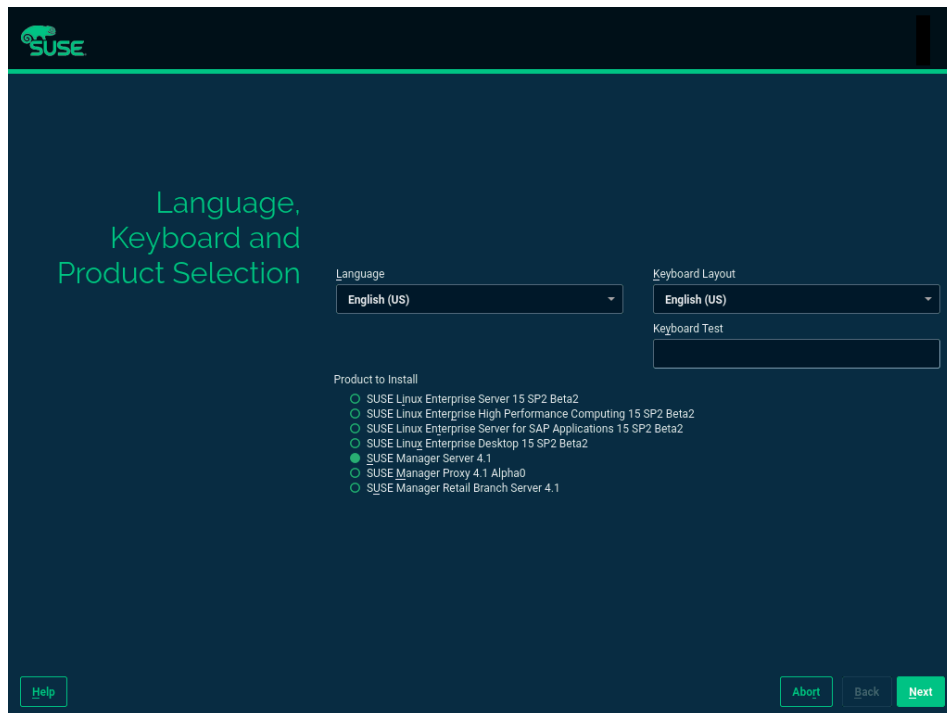 SUSE
Language,
Keyboard and
Product Selection
Language
Keyboard Layout
English (US)
English (US)
Keyboard Test
Product to Install
SUSE Linux Enterprise Server 15 SP2 Beta2
SUSE Linux Enterprise High Performance Computing 15 SP2 Beta2
SUSE Linux Enterprise Server for SAP Applications 15 SP2 Beta2
SUSE Linux Enterprise Desktop 15 SP2 Beta2
SUSE Manager Server 4.1
SUSE Manager Proxy 4.1 Alpha0
SUSE Manager Retail Branch Server 4.1
Help
Abort
Back
Next